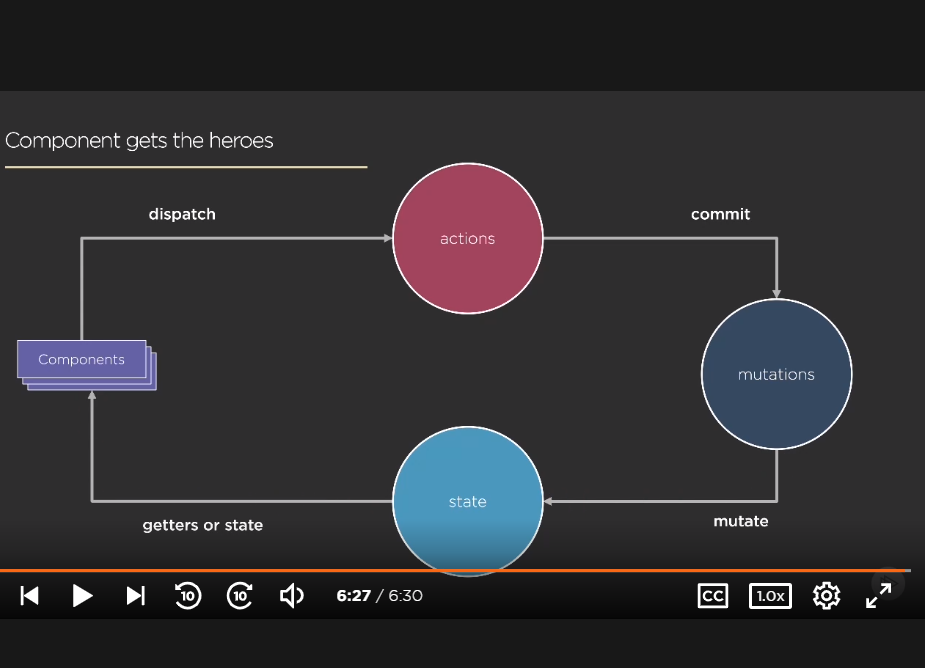 Component gets the heroes
dispatch
commit
actions
Components
mutations
state
getters or state
mutate
10
10
6:27 / 6:30
CC
1.0x